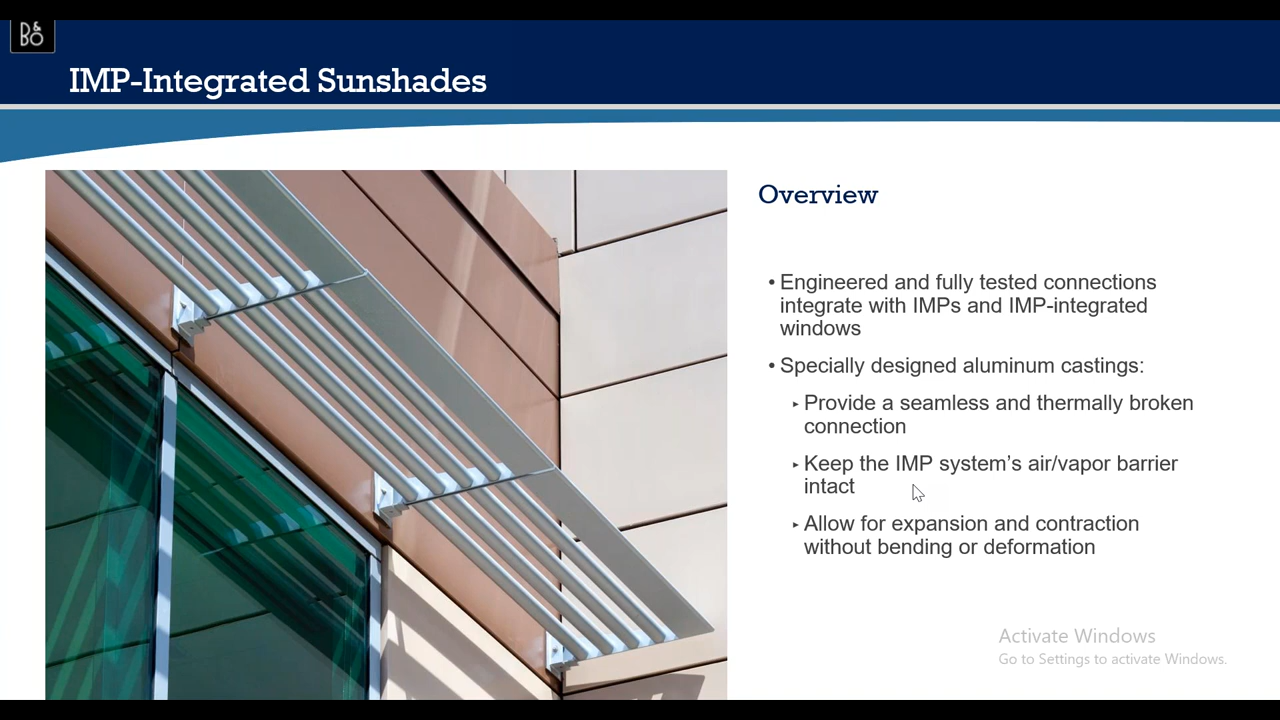 B&
BO
IMP-Integrated Sunshades
Overview
• Engineered and fully tested connections
integrate with IMPs and IMP-integrated
windows
• Specially designed aluminum castings:
▸ Provide a seamless and thermally broken
connection
▸ Keep the IMP system’s air/vapor barrier
intact
▸ Allow for expansion and contraction
without bending or deformation
Activate Windows
Go to Settings to activate Windows.